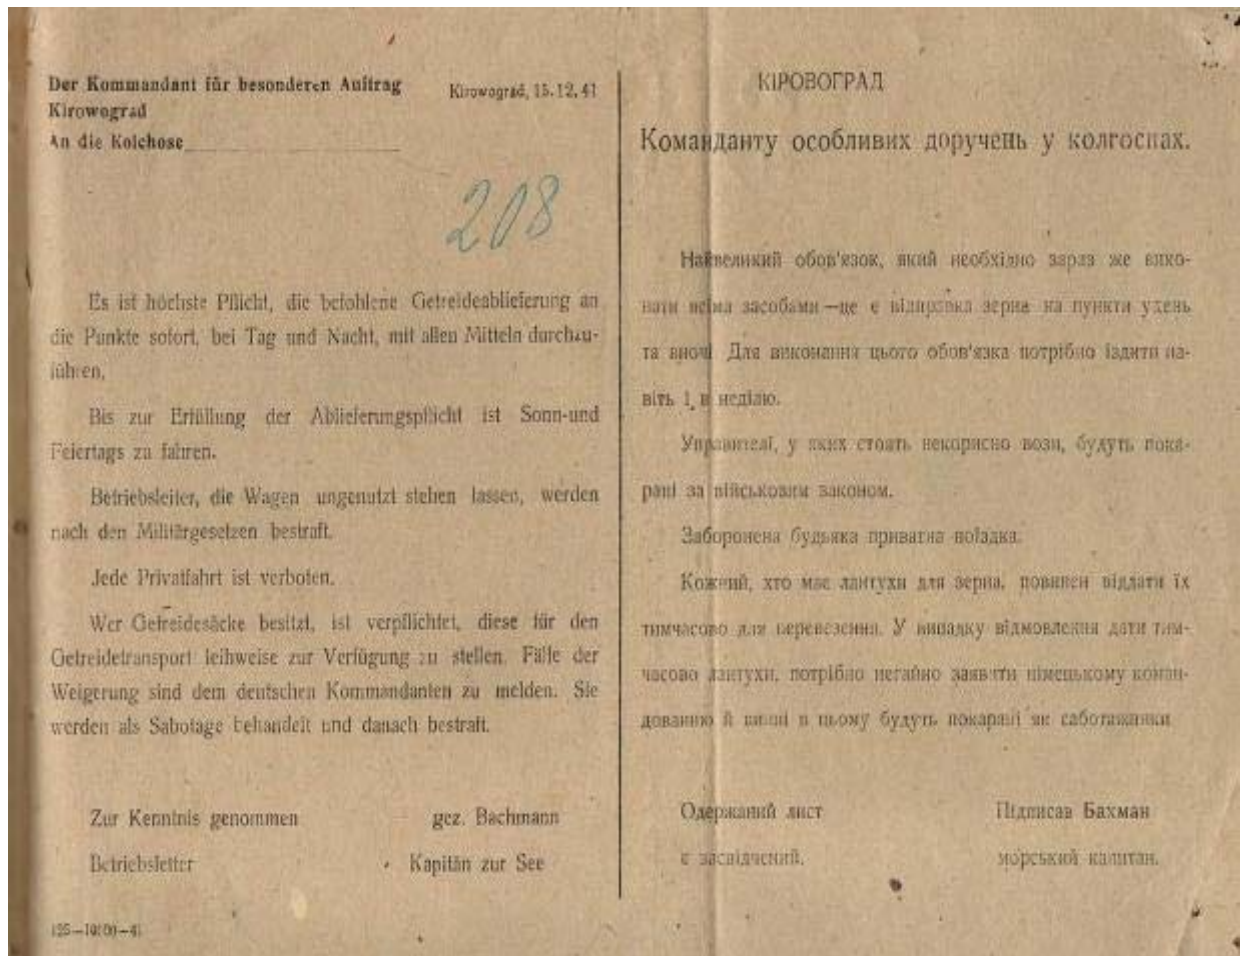 Der Kommandant für besonderen Auftrag
Kirowograd, 15.12.41
Kirowograd
An die Kolchose
208
Es ist höchste Pflicht, die befohlene Getreideablieferung an
die Punkte sofort, bei Tag und Nacht, mit allen Mitteln durchzu-
führen.
Bis zur Erfüllung der Ablieferungspflicht ist Sonn-und
Feiertags zu fahren.
Betriebsleiter, die Wagen ungenutzt stehen lassen, werden
nach den Militärgesetzen bestraft.
Jede Privatfahrt ist verboten.
Wer Getreidesäcke besitzt, ist verpflichtet, diese für den
Getreidetransport leihweise zur Verfügung zu stellen. Fälle der
Weigerung sind dem deutschen Kommandanten zu melden. Sie
werden als Sabotage behandelt und danach bestraft.
Zur Kenntnis genommen
gez. Bachmann
Betriebsleiter
Kapitän zur See
КІРОВОГРАД
Команданту особливих доручень у колгоспах.
Найвеликий обов'язок, який необхідно зараз же вико-
нати всіма засобами—це є відправка зерна на пункти удень
та вночі. Для виконання цього обов'язка потрібно їздити на-
віть і в неділю.
Управителі, у яких стоять некорисно вози, будуть пока-
рані за військовим законом.
Заборонена будьяка приватна поїздка.
Кожний, хто має лантухи для зерна, повинен віддати їх
тимчасово для перевезення. У випадку відмовлення дати тим-
часово лантухи, потрібно негайно заявити німецькому коман-
дованню й винні в цьому будуть покарані як саботажники
Одержаний лист
Підписав Бахман
є засвідчений.
морський капитан.